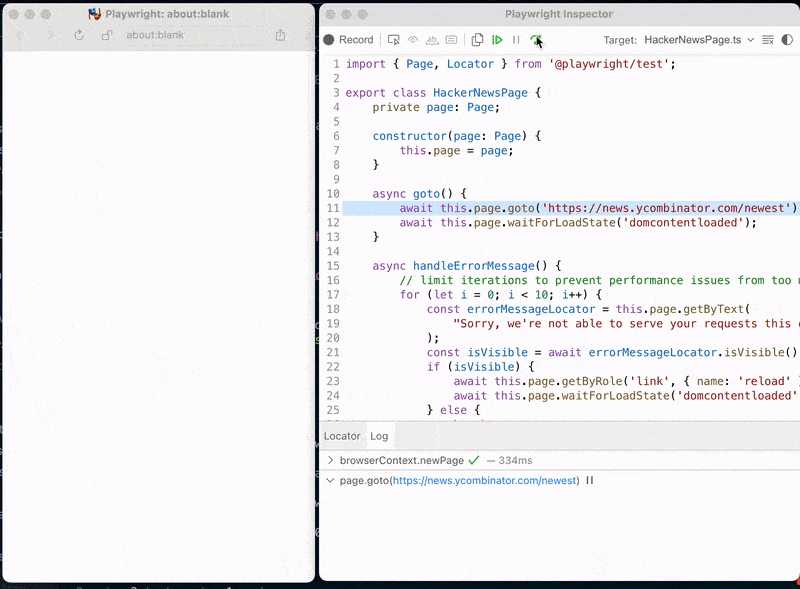 Playwright: about:blank
about:blank
Playwright Inspector
Record
Target: HackerNewsPage.ts
1 import { Page, Locator } from '@playwright/test';
2
3 export class HackerNewsPage {
4 private page: Page;
5
6 constructor(page: Page) {
7 this.page = page;
8 }
9
10 async goto() {
11 await this.page.goto('https://news.ycombinator.com/newest')
12 await this.page.waitForLoadState('domcontentloaded');
13 }
14
15 async handleErrorMessage() {
16 // limit iterations to prevent performance issues from too
17 for (let i = 0; i < 10; i++) {
18 const errorMessageLocator = this.page.getByText(
19 "Sorry, we're not able to serve your requests this
20 );
21 const isVisible = await errorMessageLocator.isVisible()
22 if (isVisible) {
23 await this.page.getByRole('link', { name: 'reload' }
24 await this.page.waitForLoadState('domcontentloaded'
25 } else {
Locator Log
browserContext.newPage ✓ — 334ms
page.goto(https://news.ycombinator.com/newest)